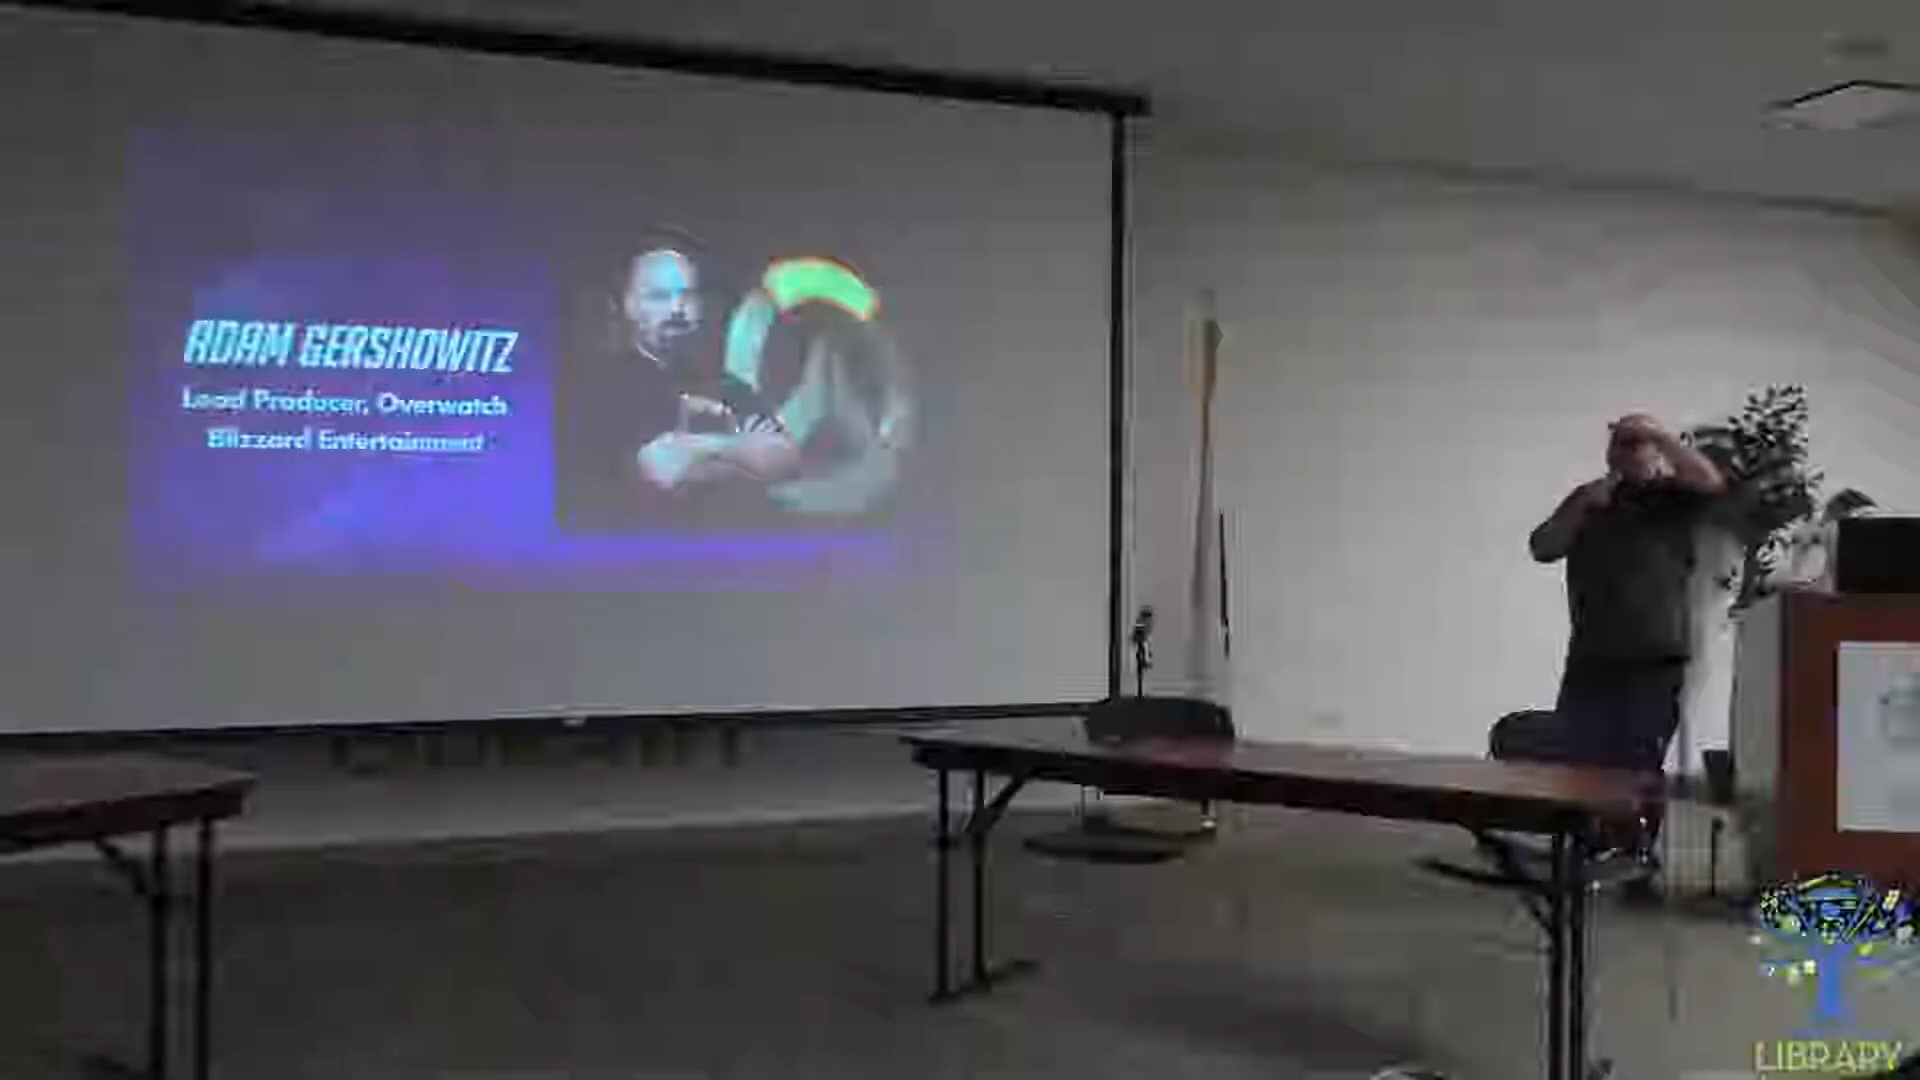 ADAM GERSHOWITZ
Lead Producer, Overwatch
Blizzard Entertainment
LIBRARY